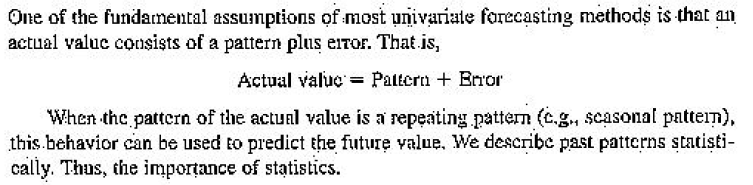 One of the fundamental assumptions of most univariate forecasting methods is that an
actual value consists of a pattern plus error. That is,
Actual value = Pattern + Error
When the pattern of the actual value is a repeating pattern (e.g., seasonal pattern),
this behavior can be used to predict the future value. We describe past patterns statisti-
cally. Thus, the importance of statistics.